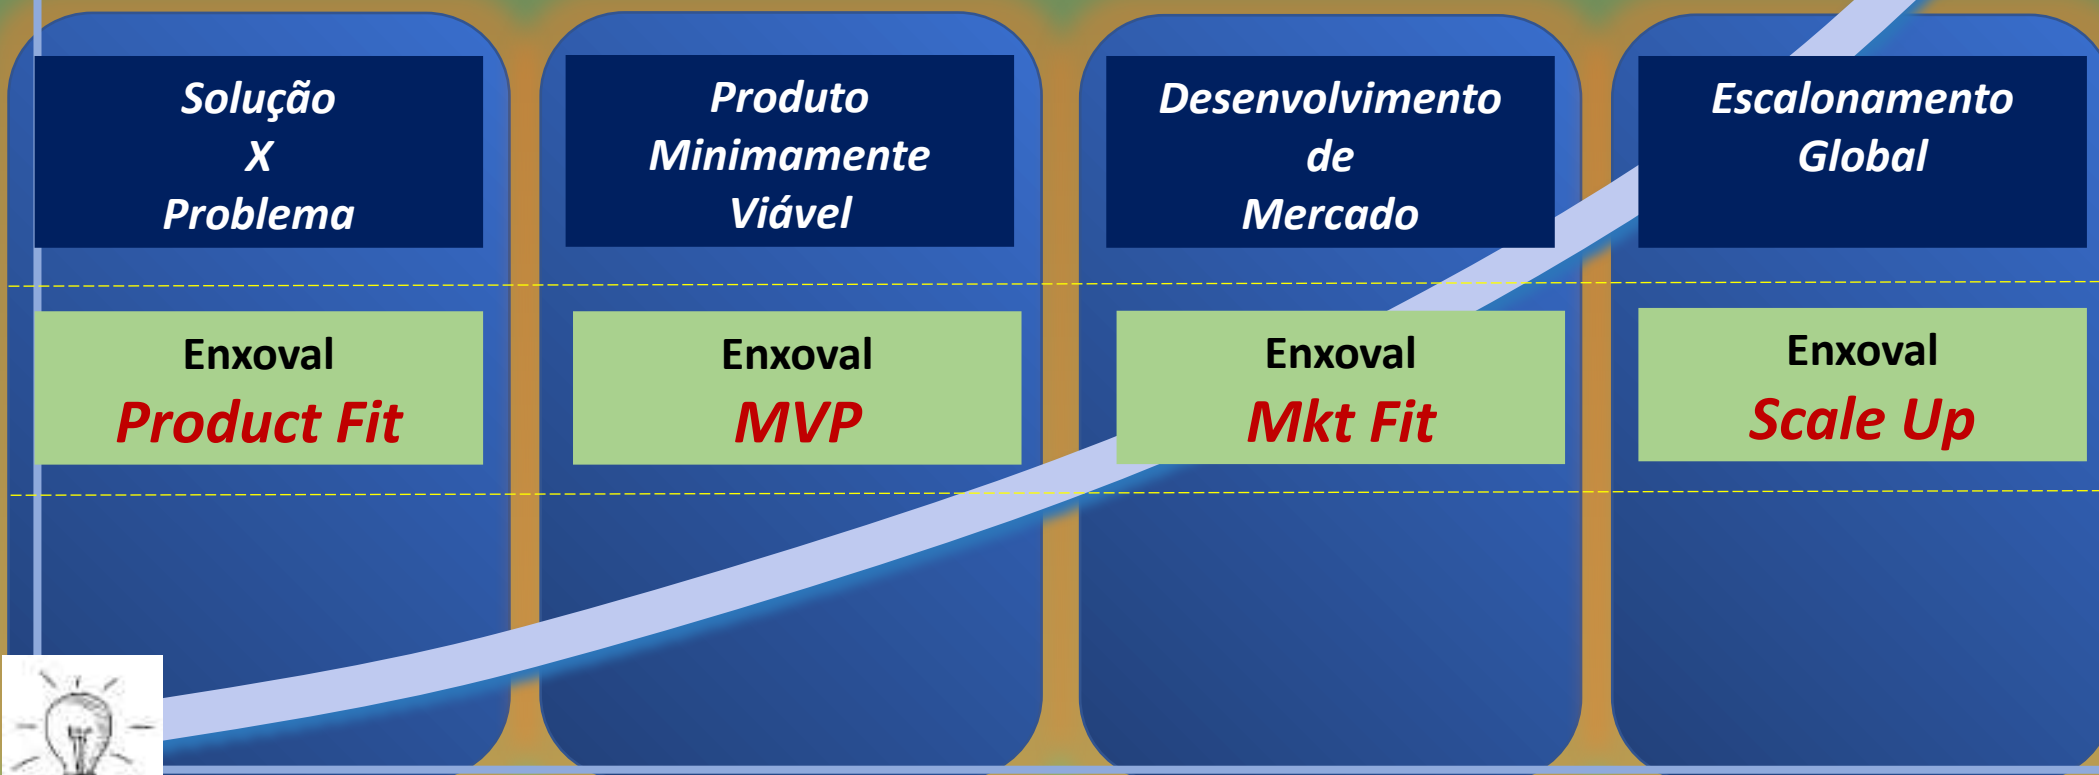 Solução
X
Problema
Produto
Minimamente
Viável
Desenvolvimento
de
Mercado
Escalonamento
Global
Enxoval
Product Fit
Enxoval
MVP
Enxoval
Mkt Fit
Enxoval
Scale Up